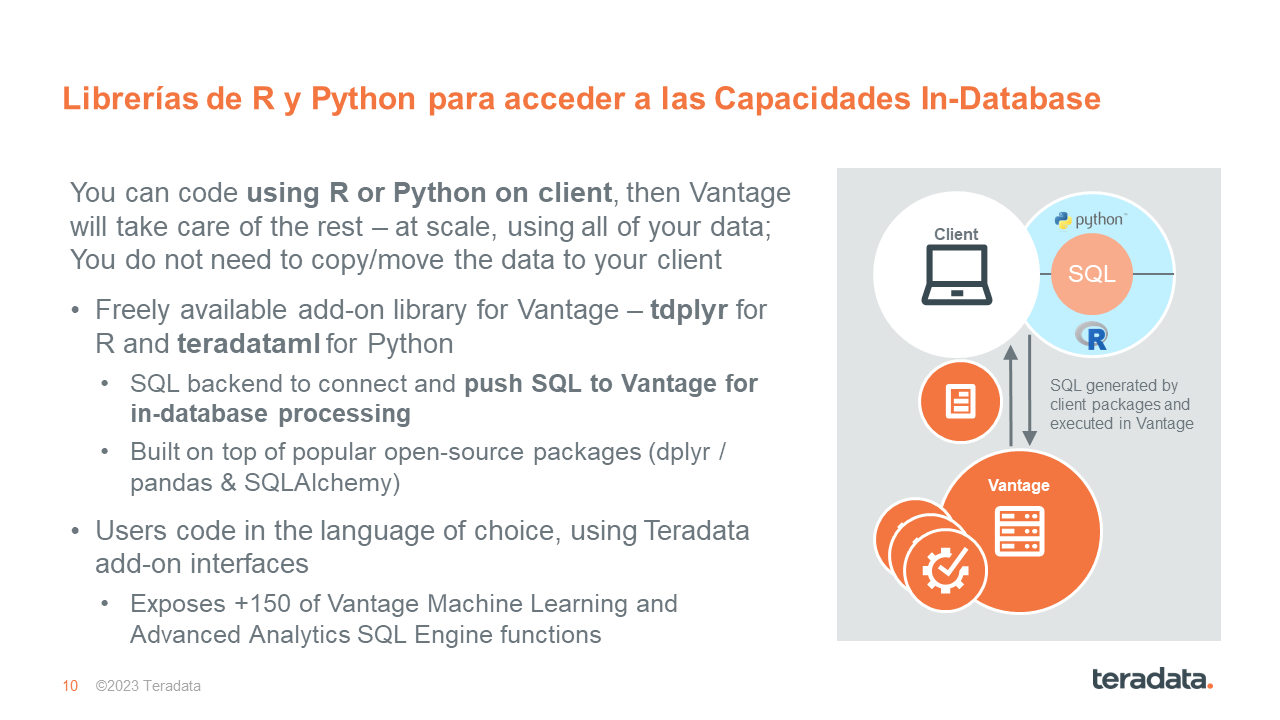 Librerías de R y Python para acceder a las Capacidades In-Database
You can code using R or Python on client, then Vantage
will take care of the rest – at scale, using all of your data;
You do not need to copy/move the data to your client
• Freely available add-on library for Vantage – tdplyr for
R and teradataml for Python
• SQL backend to connect and push SQL to Vantage for
in-database processing
• Built on top of popular open-source packages (dplyr /
pandas & SQLAlchemy)
• Users code in the language of choice, using Teradata
add-on interfaces
• Exposes +150 of Vantage Machine Learning and
Advanced Analytics SQL Engine functions
Client
python™
SQL
R
SQL generated by
client packages and
executed in Vantage
Vantage
10 ©2023 Teradata
teradata.